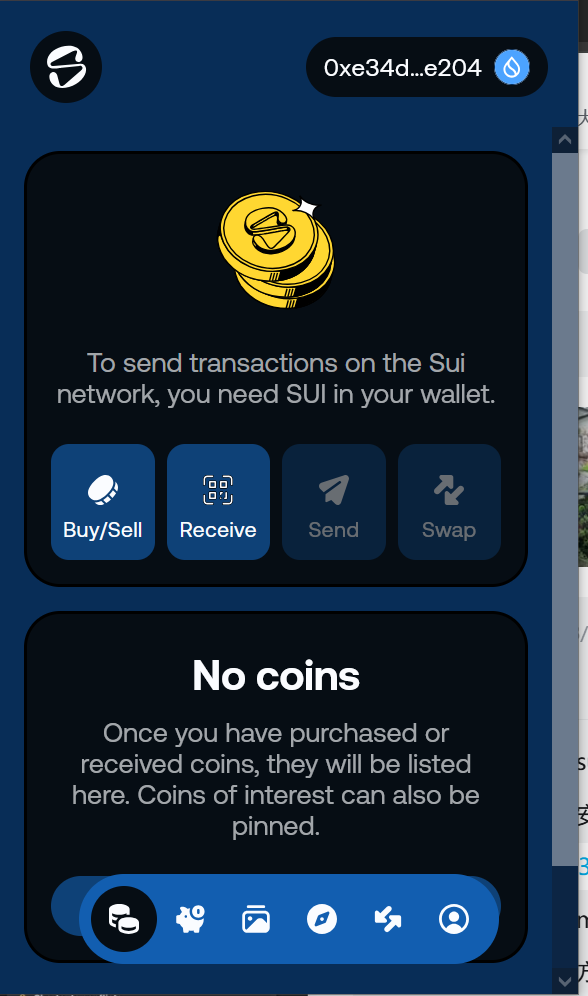 0xe34d...e204
To send transactions on the Sui
network, you need SUI in your wallet.
Buy/Sell
Receive
Send
Swap
No coins
Once you have purchased or
received coins, they will be listed
here. Coins of interest can also be
pinned.